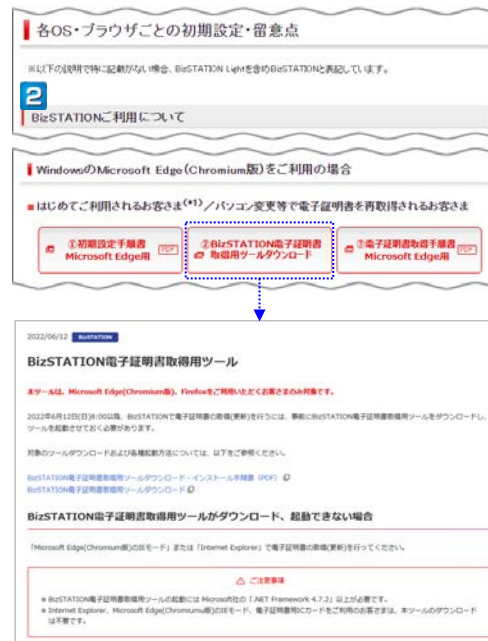 各OS・ブラウザごとの初期設定・留意点
※以下の説明で特に記載がない場合、BizSTATION Lightを含めBizSTATIONと表記しています。
2
BizSTATIONご利用について
WindowsのMicrosoft Edge(Chromium版)をご利用の場合
■はじめてご利用されるお客さま(*1)/パソコン変更等で電子証明書を再取得されるお客さま
①初期設定手順書
Microsoft Edge用
PDF
②BizSTATION電子証明書
取得用ツールダウンロード
②電子証明書取得手順書
Microsoft Edge用
PDF
2022/06/12 BizSTATION
BizSTATION電子証明書取得用ツール
本ツールは、Microsoft Edge(Chromium版)、Firefoxをご利用いただくお客さまのみ対象です。
2022年6月12日(日)8:00以降、BizSTATIONで電子証明書の取得(更新)を行うには、事前にBizSTATION電子証明書取得用ツールをダウンロードし、
ツールを起動させておく必要があります。
対象のツールダウンロードおよび各種起動方法については、以下をご参照ください。
BizSTATION電子証明書取得用ツールダウンロード・インストール手順書 (PDF)
BizSTATION電子証明書取得用ツールダウンロード
BizSTATION電子証明書取得用ツールがダウンロード、起動できない場合
「Microsoft Edge(Chromium版)のIEモード」または「Internet Explorer」で電子証明書の取得(更新)を行ってください。
ご注意事項
BizSTATION電子証明書取得用ツールの起動には Microsoft社の「.NET Framework 4.7.2」以上が必要です。
Internet Explorer、Microsoft Edge(Chromiumu版)のIEモード、電子証明書用ICカードをご利用のお客さまは、本ツールのダウンロード
は不要です。